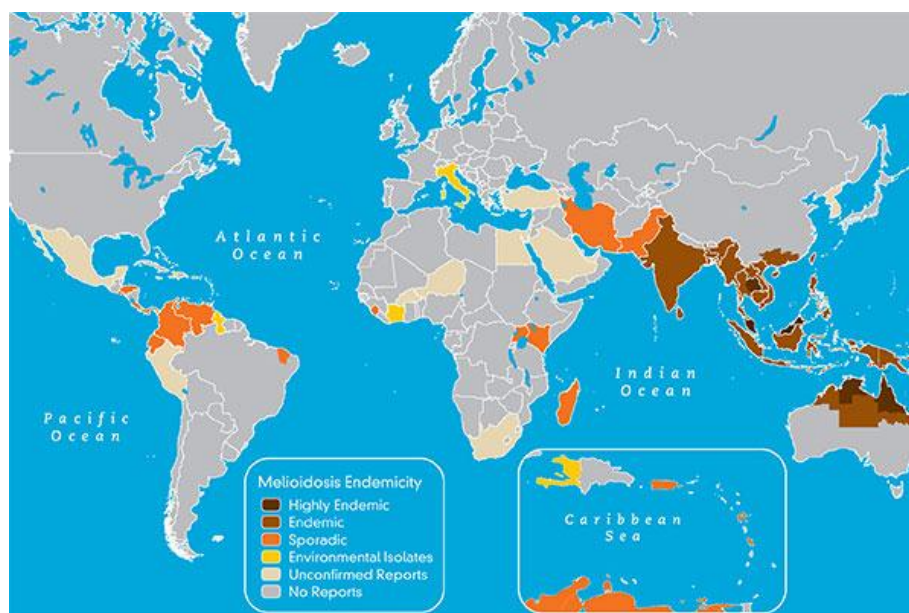 Atlantic
Ocean
Pacific
Ocean
Indian
Ocean
Melioidosis Endemicity
Highly Endemic
Endemic
Sporadic
Environmental Isolates
Unconfirmed Reports
No Reports
Caribbean
Sea